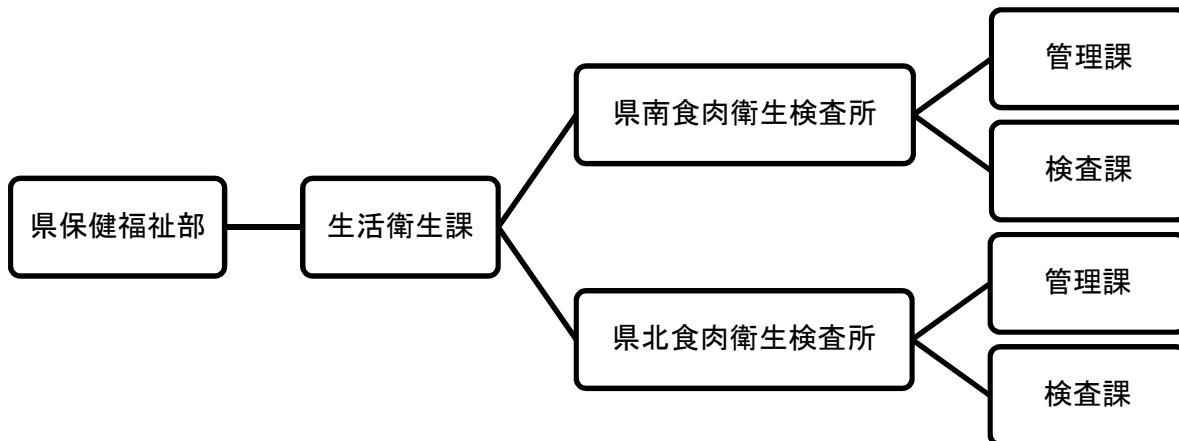 県保健福祉部
生活衛生課
県南食肉衛生検査所
管理課
検査課
県北食肉衛生検査所
管理課
検査課